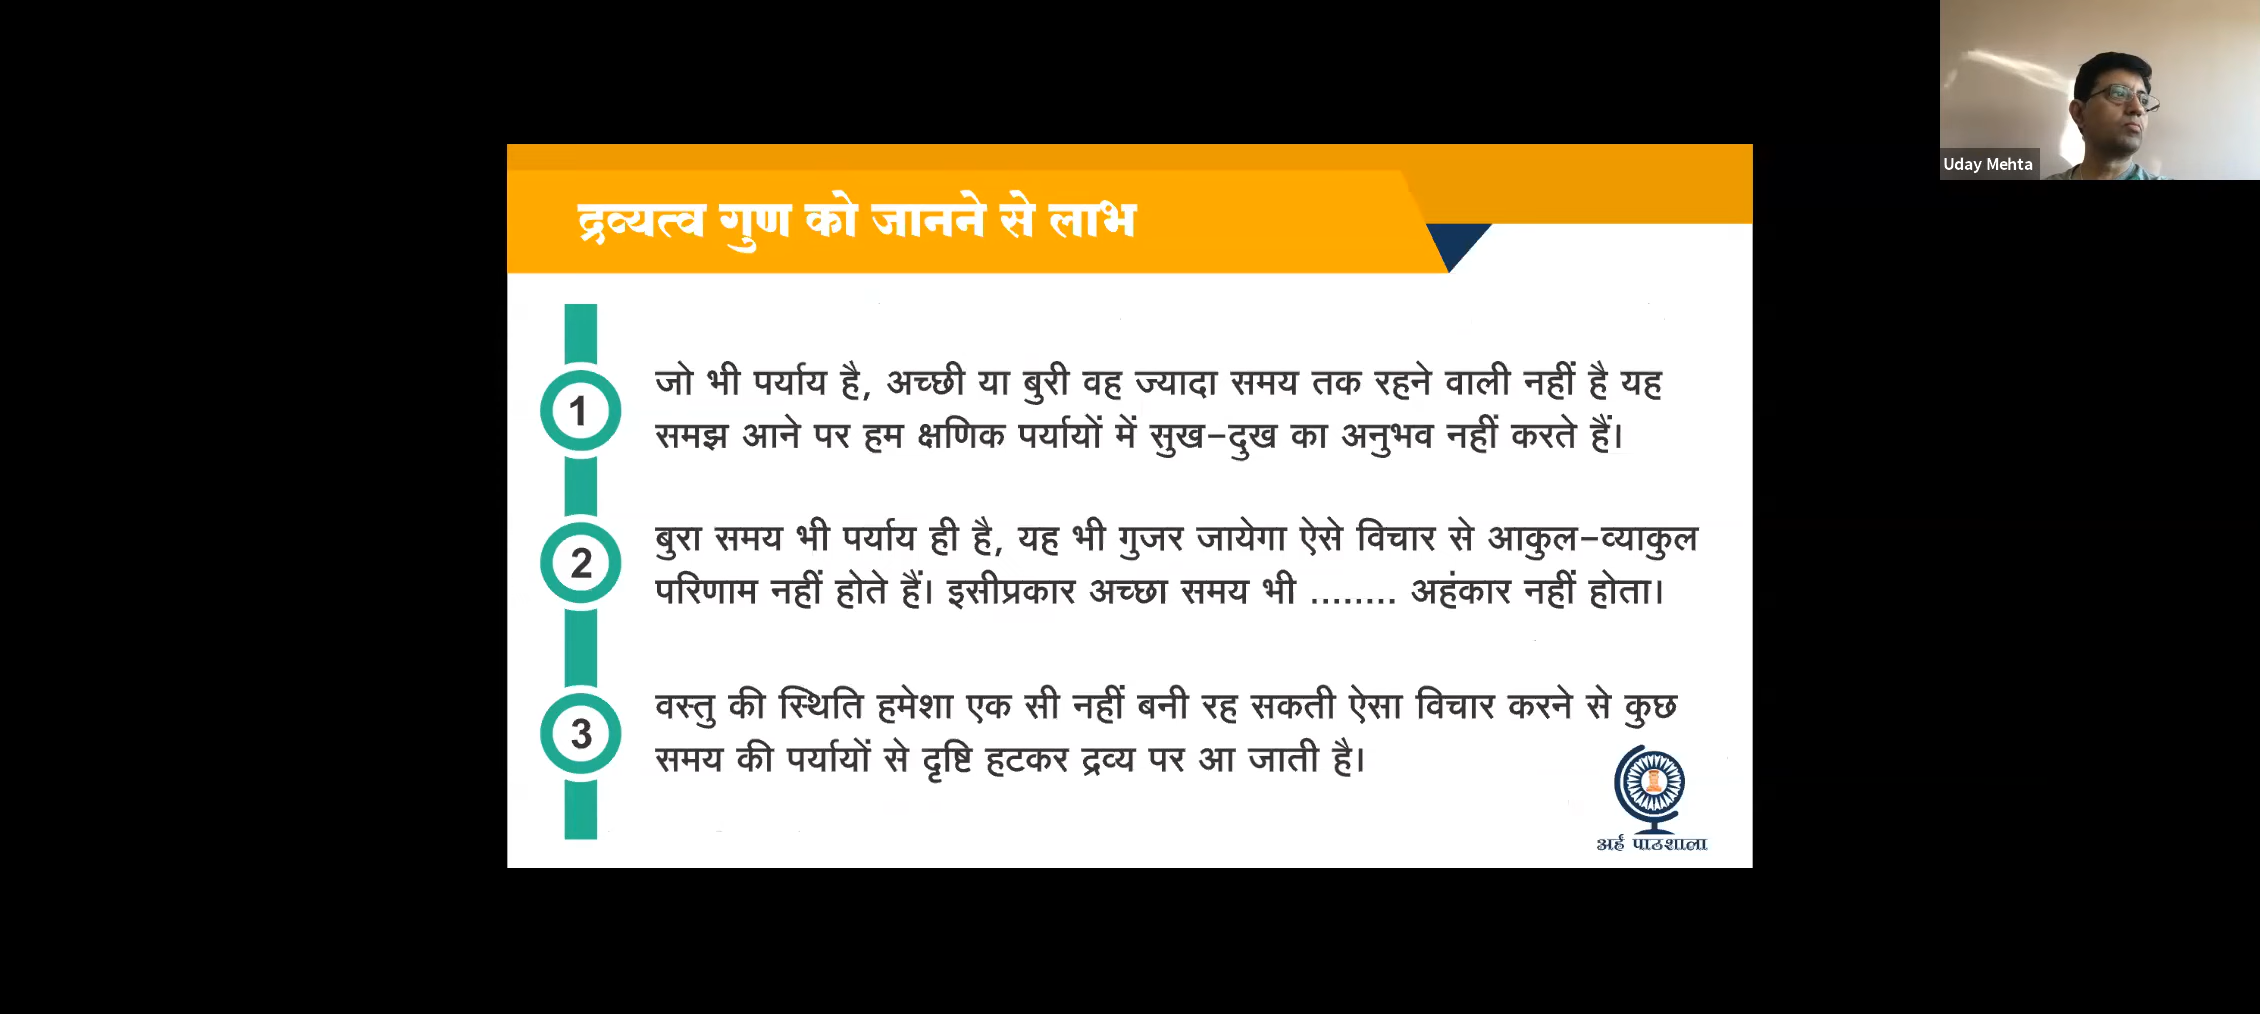 द्रव्यत्व गुण को जानने से लाभ
1
जो भी पर्याय है, अच्छी या बुरी वह ज्यादा समय तक रहने वाली नहीं है यह
समझ आने पर हम क्षणिक पर्यायों में सुख-दुख का अनुभव नहीं करते हैं।
2
बुरा समय भी पर्याय ही है, यह भी गुजर जायेगा ऐसे विचार से आकुल-व्याकुल
परिणाम नहीं होते हैं। इसीप्रकार अच्छा समय भी ........ अहंकार नहीं होता।
3
वस्तु की स्थिति हमेशा एक सी नहीं बनी रह सकती ऐसा विचार करने से कुछ
समय की पर्यायों से दृष्टि हटकर द्रव्य पर आ जाती है।
अर्ह पाठशाला
Uday Mehta